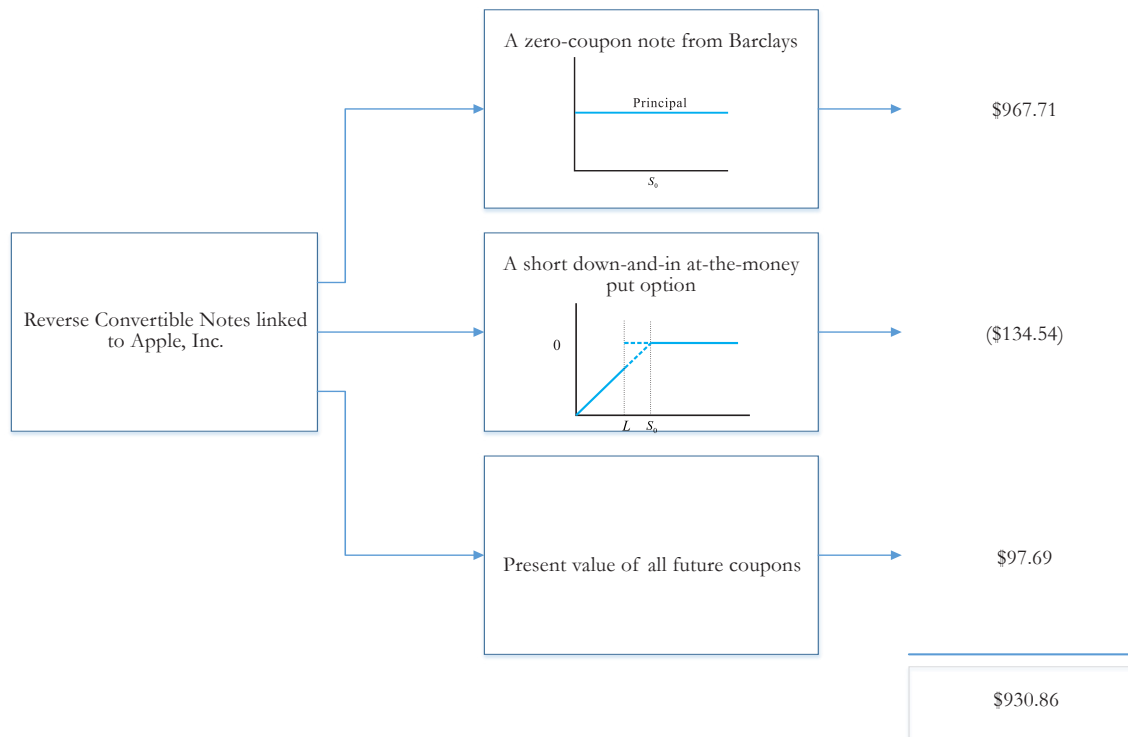 A zero-coupon note from Barclays
Principal
S₀
$967.71
Reverse Convertible Notes linked
to Apple, Inc.
A short down-and-in at-the-money
put option
0
L S₀
($134.54)
Present value of all future coupons
$97.69
$930.86